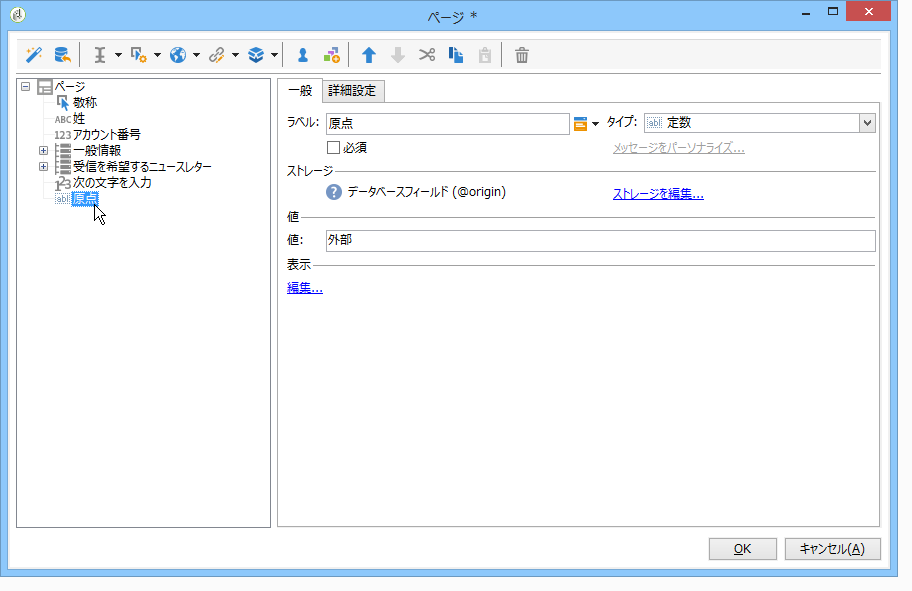 ページ *
ページ
敬称
ABC 姓
123 アカウント番号
一般情報
受信を希望するニュースレター
123 次の文字を入力
abl 原点
一般 詳細設定
ラベル: 原点 タイプ: abl 定数
必須 メッセージをパーソナライズ...
ストレージ
? データベースフィールド (@origin) ストレージを編集...
値
値: 外部
表示
編集...
OK キャンセル(A)